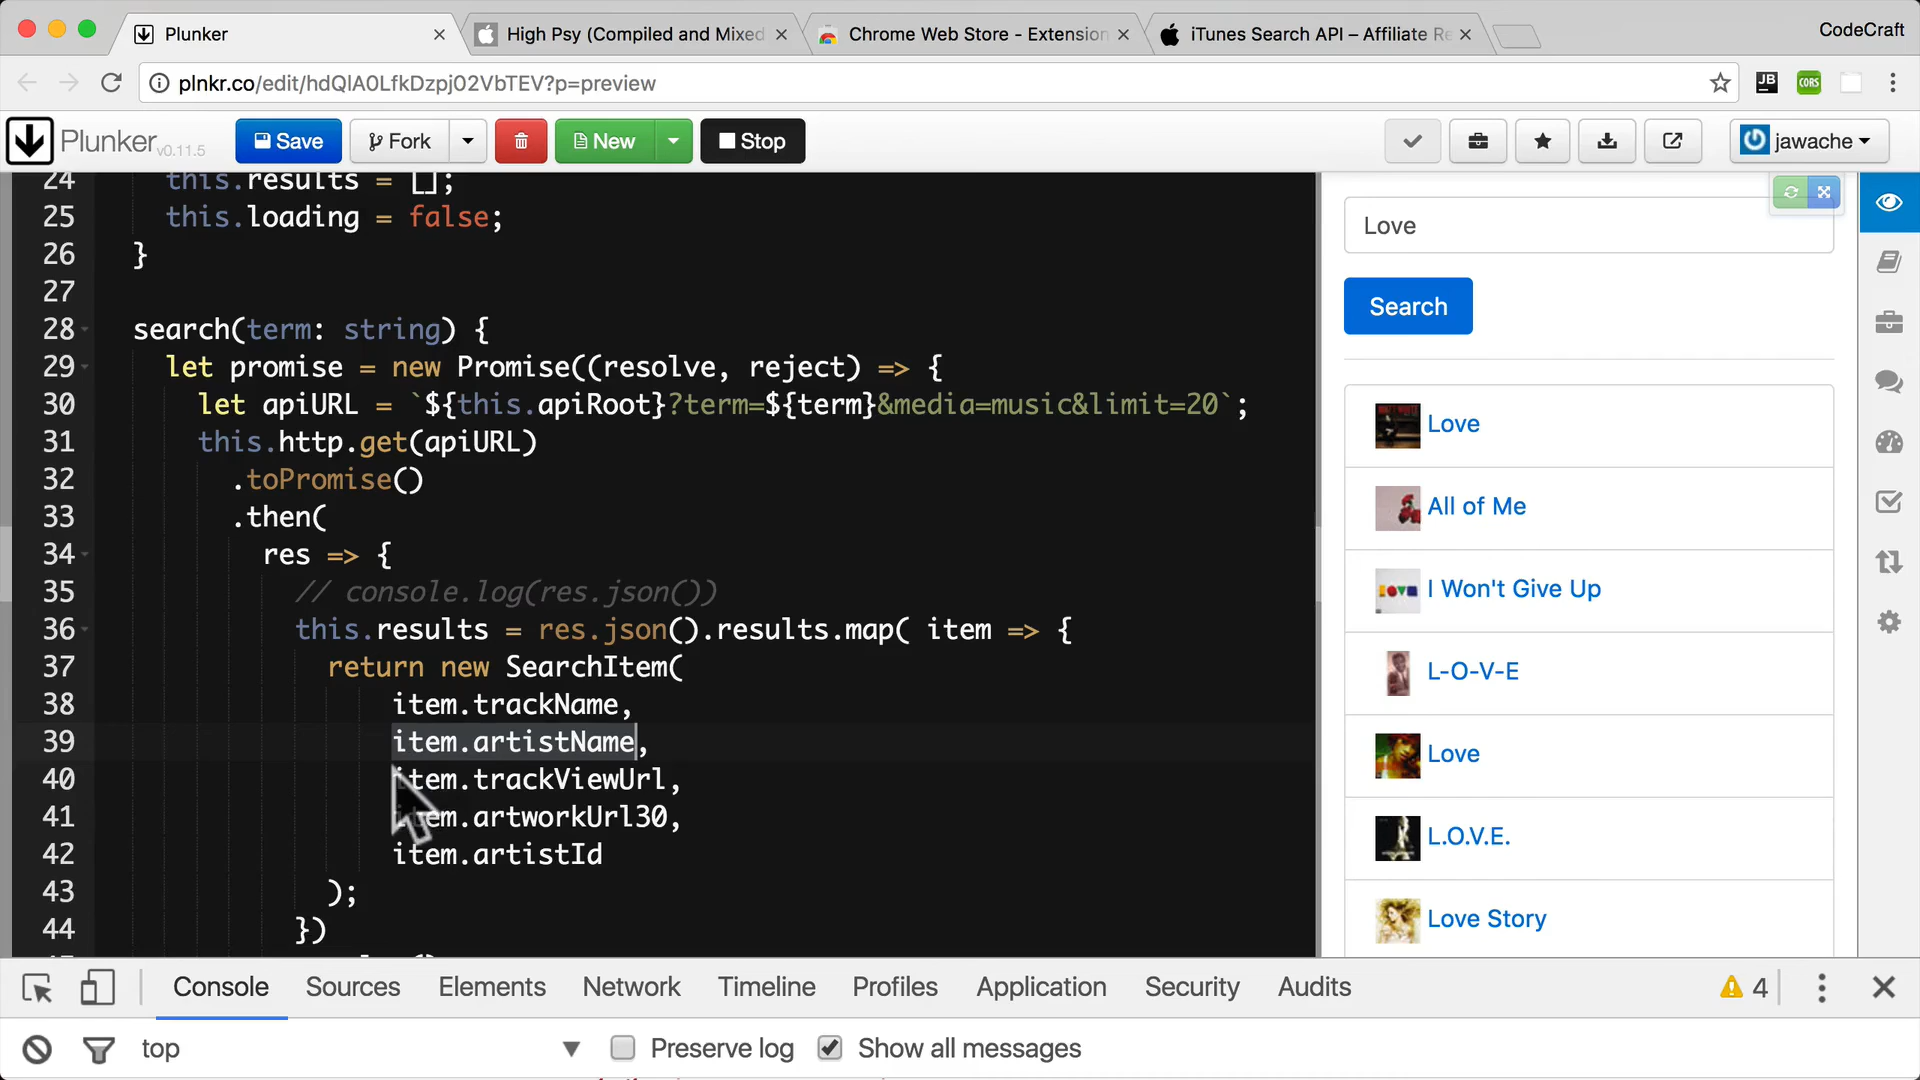 Plunker
High Psy (Compiled and Mixed
Chrome Web Store - Extension
iTunes Search API – Affiliate Re
CodeCraft
plnkr.co/edit/hdQlA0LfkDzpj02VbTEV?p=preview
JB
CORS
Plunker v0.11.5
Save
Fork
New
Stop
jawache
24 this.results = [];
25 this.loading = false;
26 }
27
28 search(term: string) {
29 let promise = new Promise((resolve, reject) => {
30 let apiURL = `${this.apiRoot}?term=${term}&media=music&limit=20`;
31 this.http.get(apiURL)
32 .toPromise()
33 .then(
34 res => {
35 // console.log(res.json())
36 this.results = res.json().results.map( item => {
37 return new SearchItem(
38 item.trackName,
39 item.artistName,
40 item.trackViewUrl,
41 item.artworkUrl30,
42 item.artistId
43 );
44 })
Love
Search
Love
All of Me
I Won't Give Up
L-O-V-E
Love
L.O.V.E.
Love Story
Console
Sources
Elements
Network
Timeline
Profiles
Application
Security
Audits
4
top
Preserve log
Show all messages